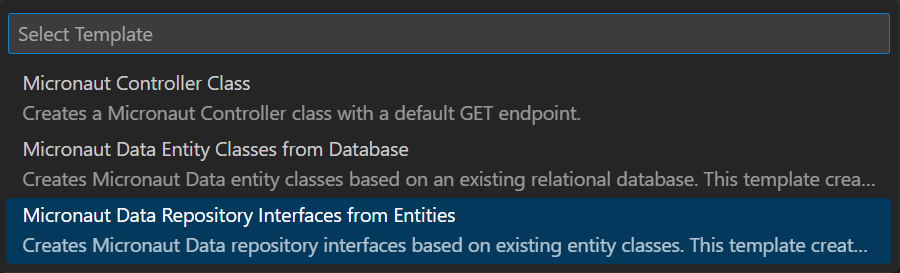 Select Template
Micronaut Controller Class
Creates a Micronaut Controller class with a default GET endpoint.
Micronaut Data Entity Classes from Database
Creates Micronaut Data entity classes based on an existing relational database. This template crea...
Micronaut Data Repository Interfaces from Entities
Creates Micronaut Data repository interfaces based on existing entity classes. This template creat...